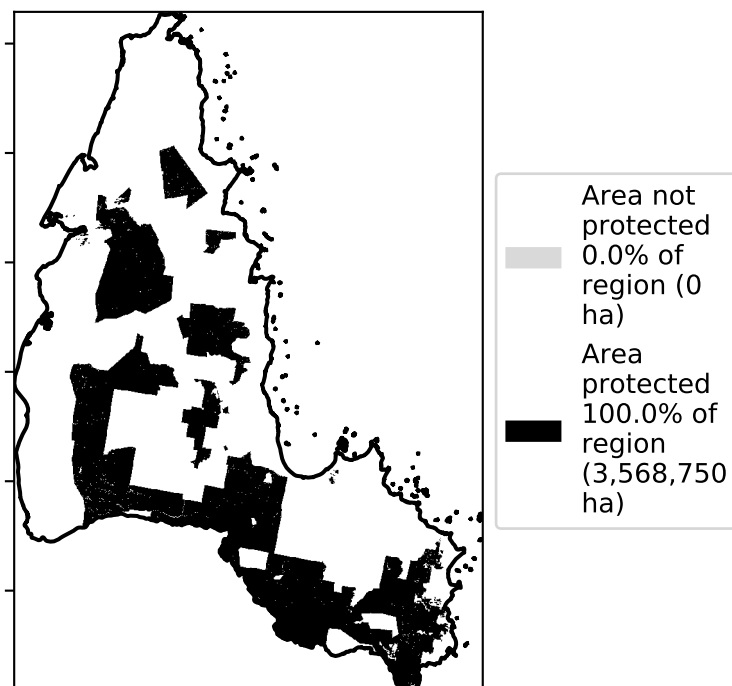 Area not
protected
0.0% of
region (0
ha)
Area
protected
100.0% of
region
(3,568,750
ha)